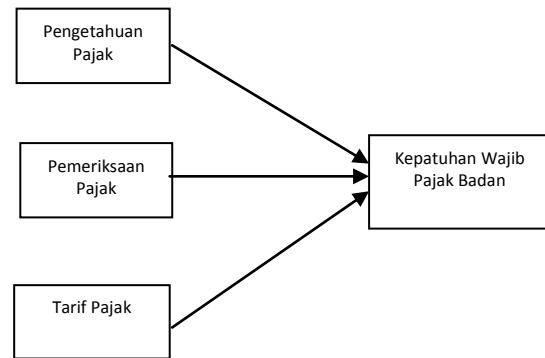 Pengetahuan
Pajak
Pemeriksaan
Pajak
Kepatuhan Wajib
Pajak Badan
Tarif Pajak